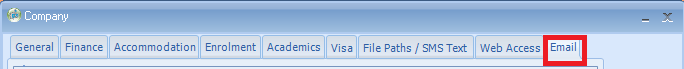 Company
General Finance Accommodation Enrolment Academics Visa File Paths / SMS Text Web Access Email